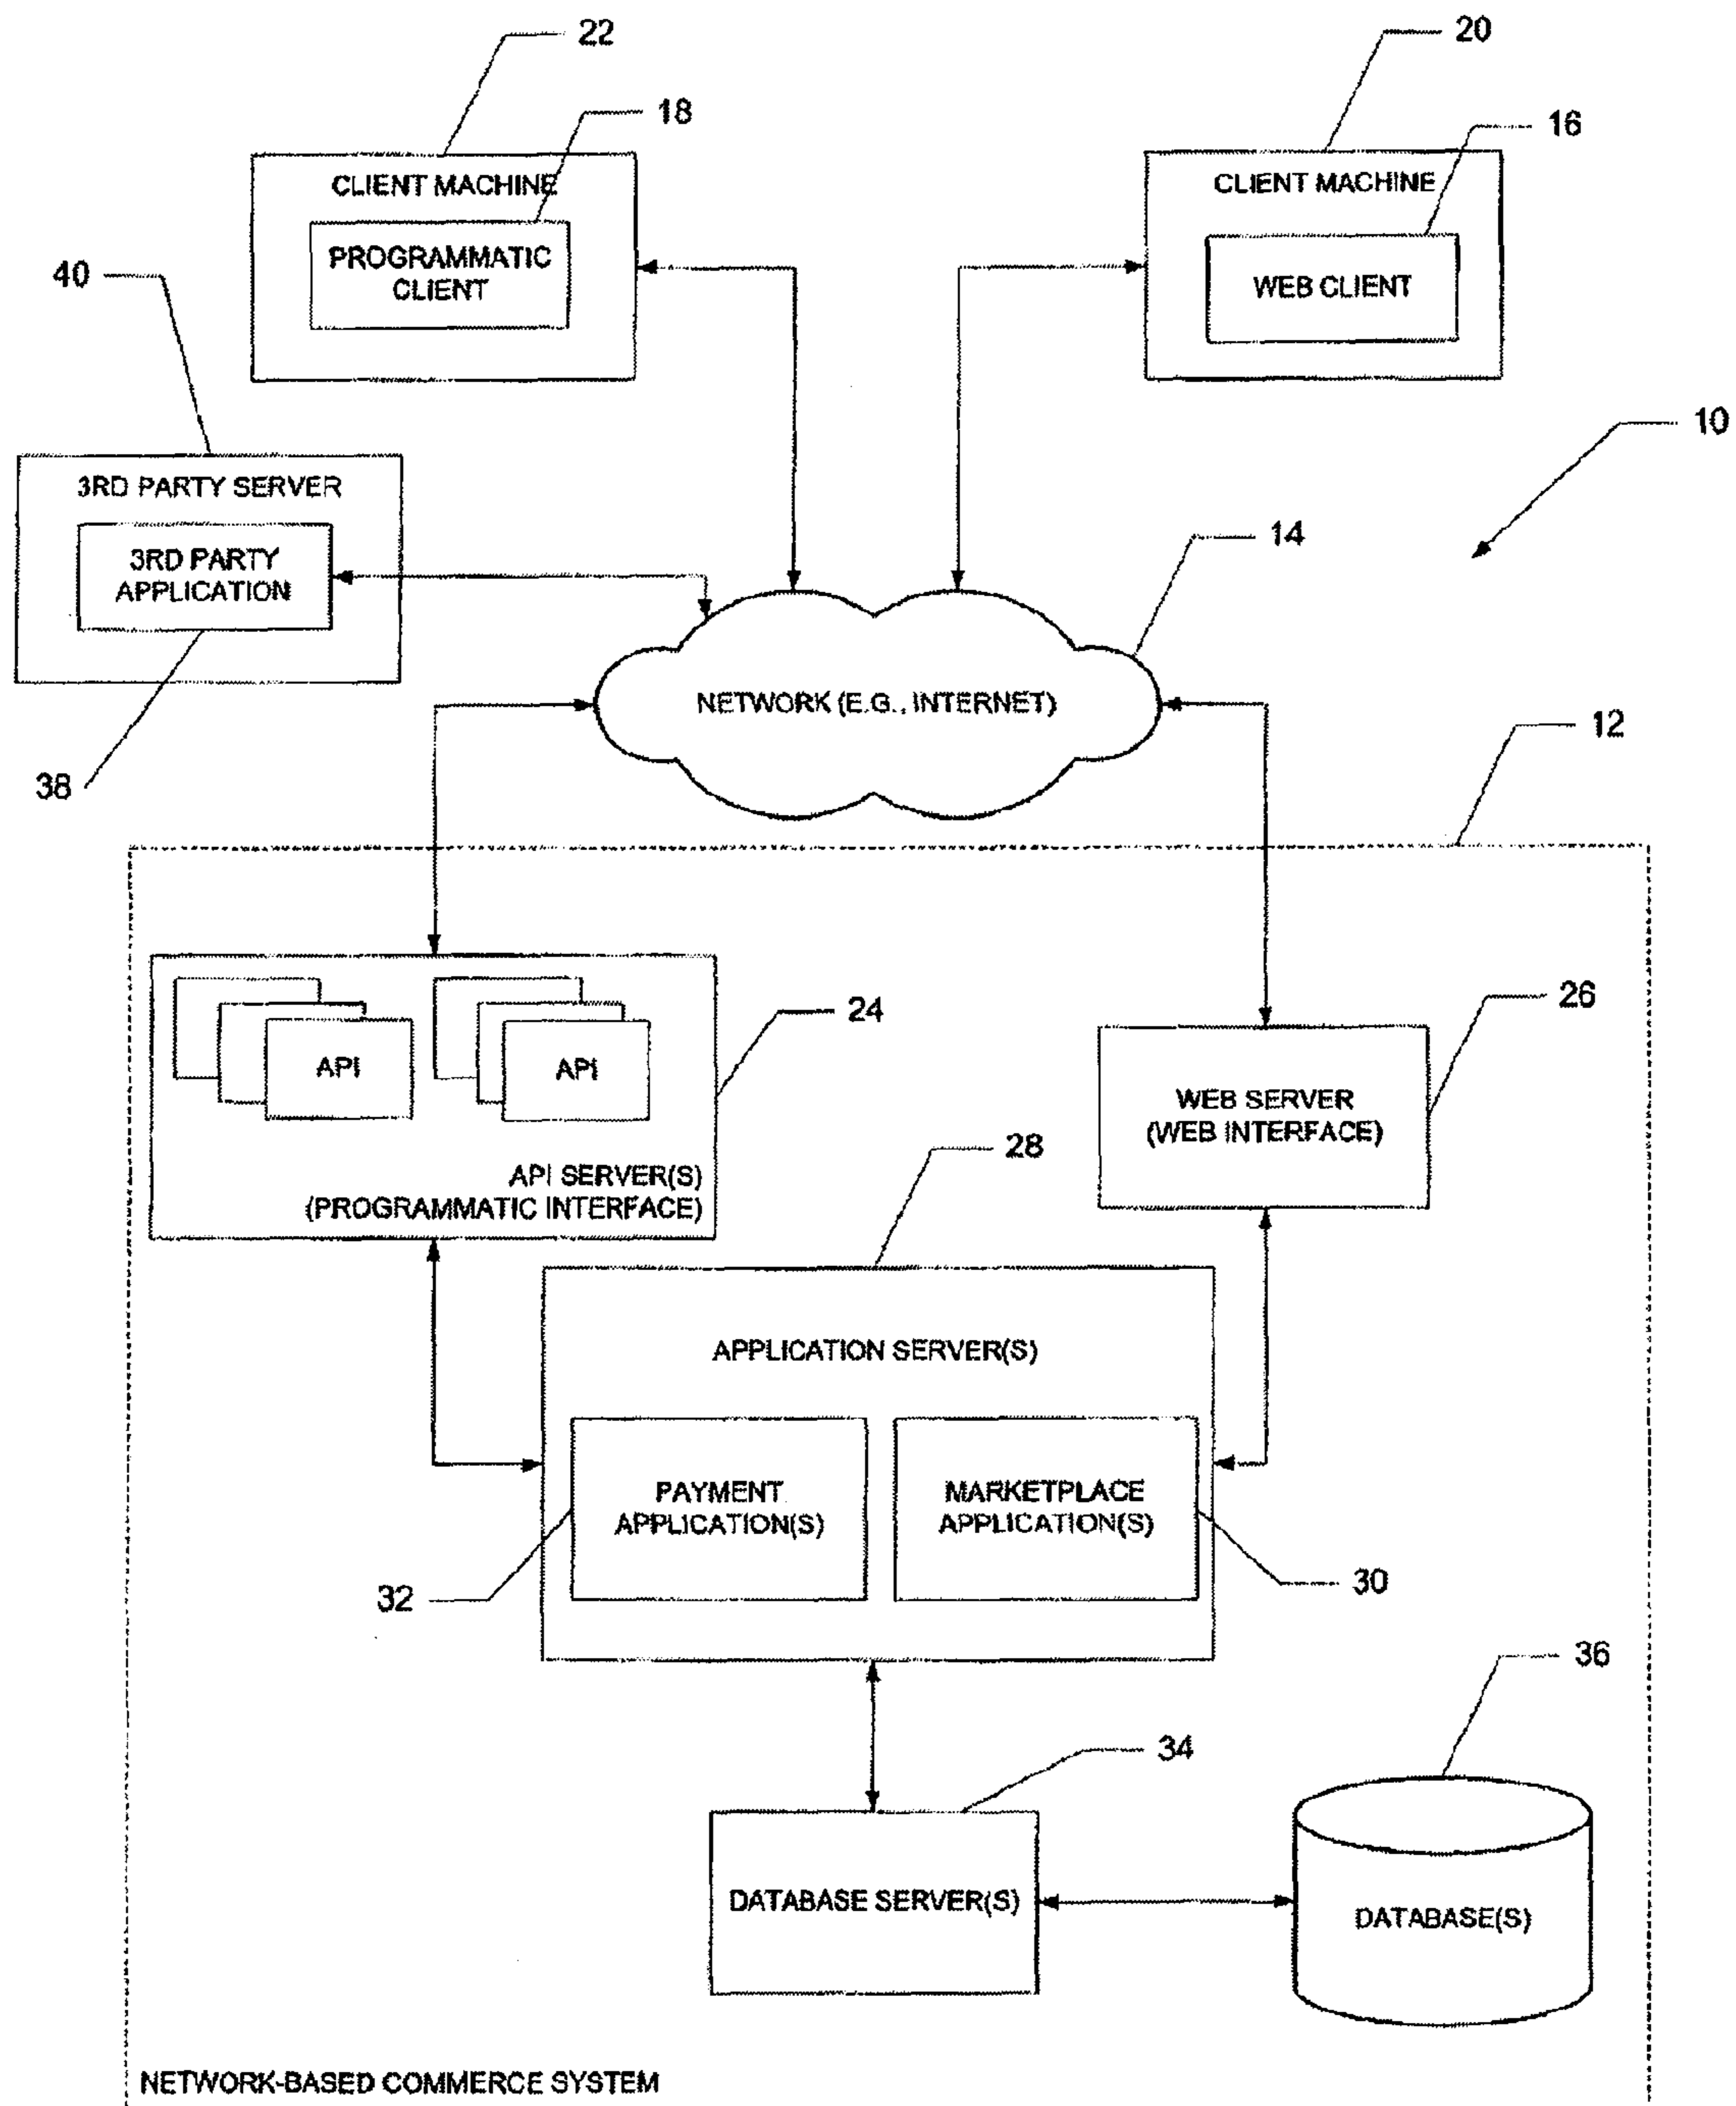 22
20
18
16
CLIENT MACHINE
CLIENT MACHINE
PROGRAMMATIC
CLIENT
WEB CLIENT
40
10
3RD PARTY SERVER
3RD PARTY
APPLICATION
14
NETWORK (E.G., INTERNET)
12
38
24
26
API
API
API SERVER(S)
(PROGRAMMATIC INTERFACE)
WEB SERVER
(WEB INTERFACE)
28
APPLICATION SERVER(S)
PAYMENT
APPLICATION(S)
MARKETPLACE
APPLICATION(S)
32
30
36
34
DATABASE SERVER(S)
DATABASE(S)
NETWORK-BASED COMMERCE SYSTEM